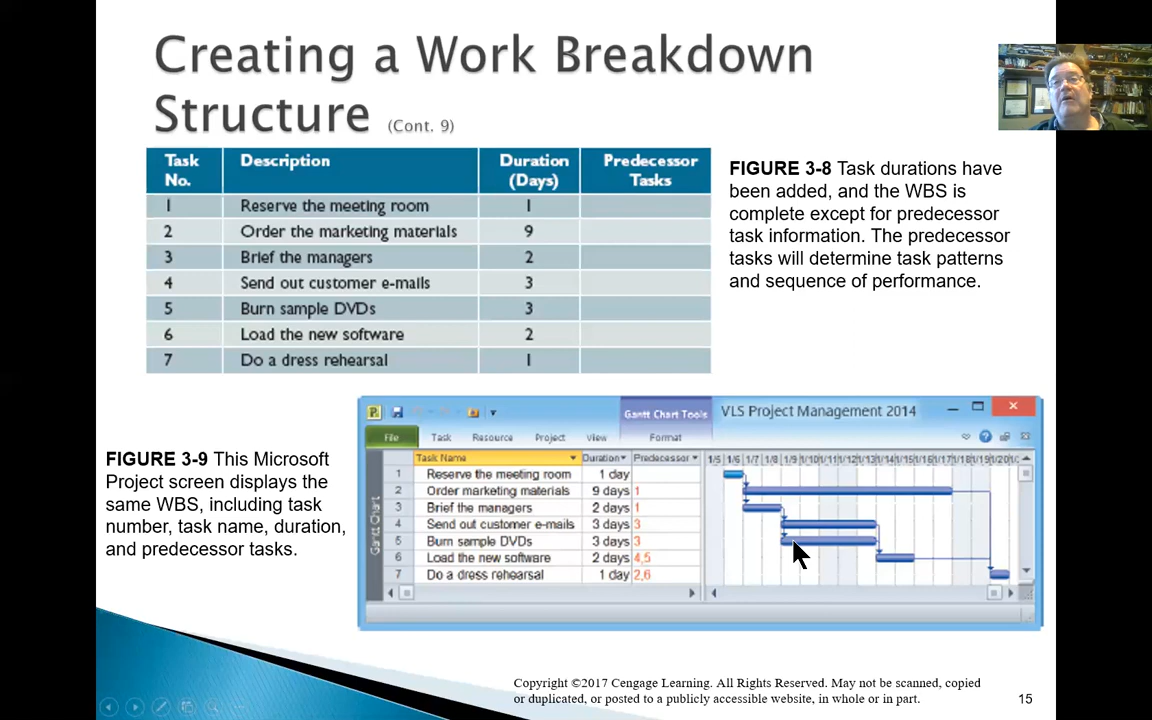 Creating a Work Breakdown
Structure (Cont. 9)
Task No. Description Duration (Days) Predecessor Tasks
1 Reserve the meeting room 1
2 Order the marketing materials 9
3 Brief the managers 2
4 Send out customer e-mails 3
5 Burn sample DVDs 3
6 Load the new software 2
7 Do a dress rehearsal 1
FIGURE 3-8 Task durations have
been added, and the WBS is
complete except for predecessor
task information. The predecessor
tasks will determine task patterns
and sequence of performance.
FIGURE 3-9 This Microsoft
Project screen displays the
same WBS, including task
number, task name, duration,
and predecessor tasks.
Gantt Chart Tools VLS Project Management 2014
File Task Resource Project View Format
Task Name Duration Predecessor 1/5 1/6 1/7 1/8 1/9
1 Reserve the meeting room 1 day
2 Order marketing materials 9 days 1
3 Brief the managers 2 days 1
4 Send out customer e-mails 3 days 3
5 Burn sample DVDs 3 days 3
6 Load the new software 2 days 4,5
7 Do a dress rehearsal 1 day 2,6
Gantt Chart
Copyright ©2017 Cengage Learning. All Rights Reserved. May not be scanned, copied
or duplicated, or posted to a publicly accessible website, in whole or in part.
15